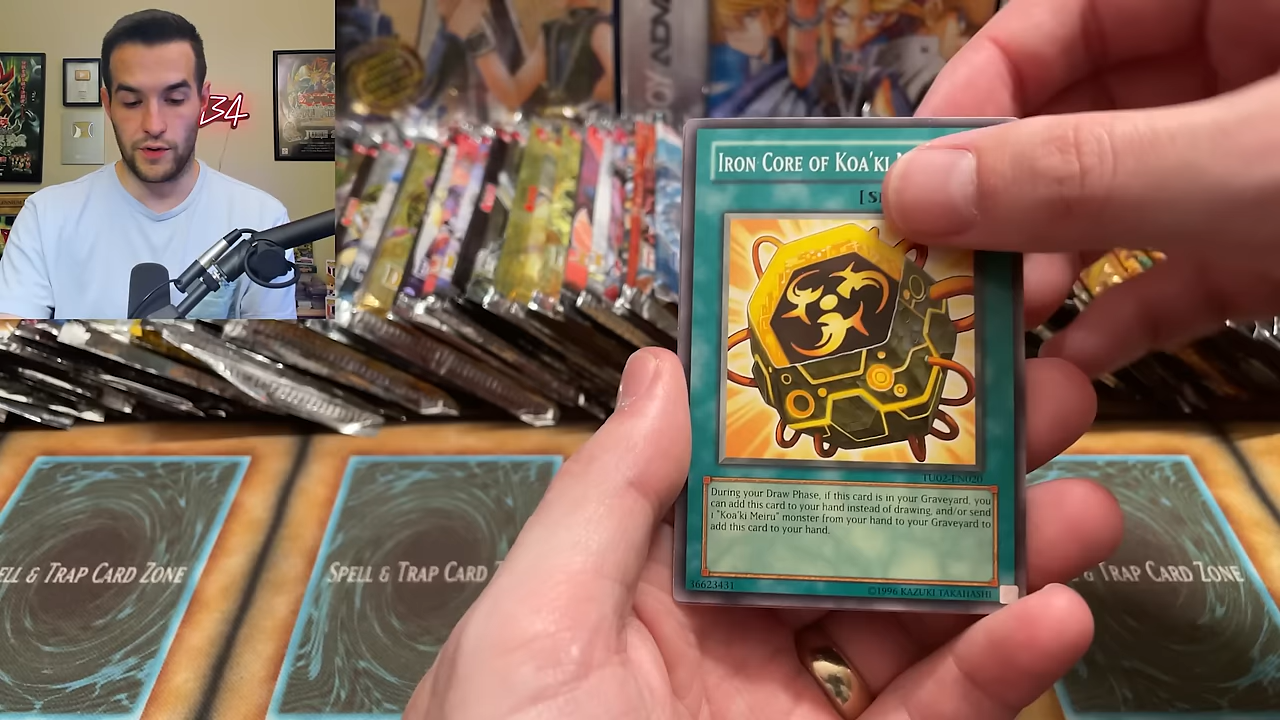 34
ADV
IRON CORE OF KOA'KI
[S
TU02-EN020
During your Draw Phase, if this card is in your Graveyard, you
can add this card to your hand instead of drawing, and/or send
1 "Koa'ki Meiru" monster from your hand to your Graveyard to
add this card to your hand.
36623431
©1996 KAZUKI TAKAHASHI
ELL & TRAP CARD ZONE
SPELL & TRAP CARD
& TRAP CARD ZONE